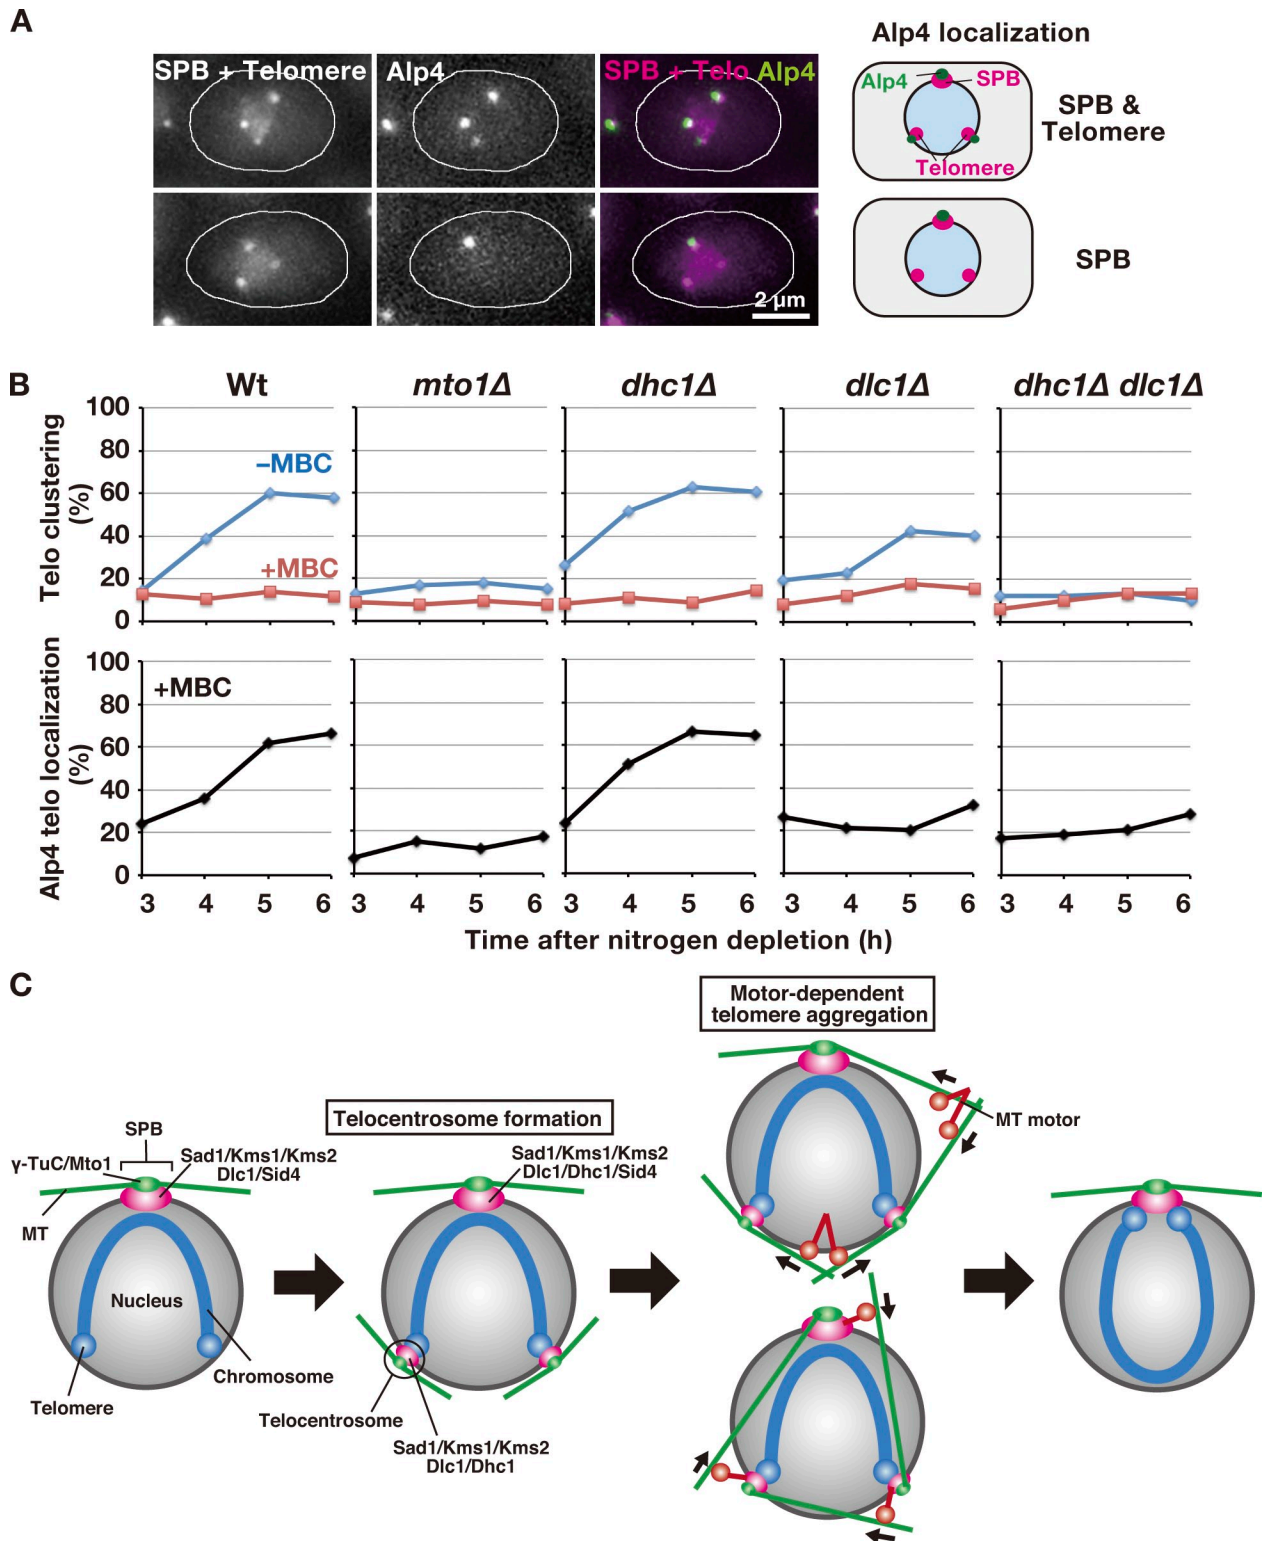 A
Alp4 localization
SPB + Telomere
Alp4
SPB + Telo Alp4
Alp4
SPB
Telomere
SPB &
Telomere
2 µm
SPB
B
Wt
mto1Δ
dhc1Δ
dlc1Δ
dhc1Δ dlc1Δ
Telo clustering
(%)
100
80
60
40
20
0
–MBC
+MBC
Alp4 telo localization
(%)
100
80
60
40
20
0
+MBC
3 4 5 6
3 4 5 6
3 4 5 6
3 4 5 6
3 4 5 6
Time after nitrogen depletion (h)
C
SPB
γ-TuC/Mto1
Sad1/Kms1/Kms2
Dlc1/Sid4
MT
Nucleus
Chromosome
Telomere
Telocentrosome formation
Sad1/Kms1/Kms2
Dlc1/Dhc1/Sid4
Telocentrosome
Sad1/Kms1/Kms2
Dlc1/Dhc1
Motor-dependent
telomere aggregation
MT motor